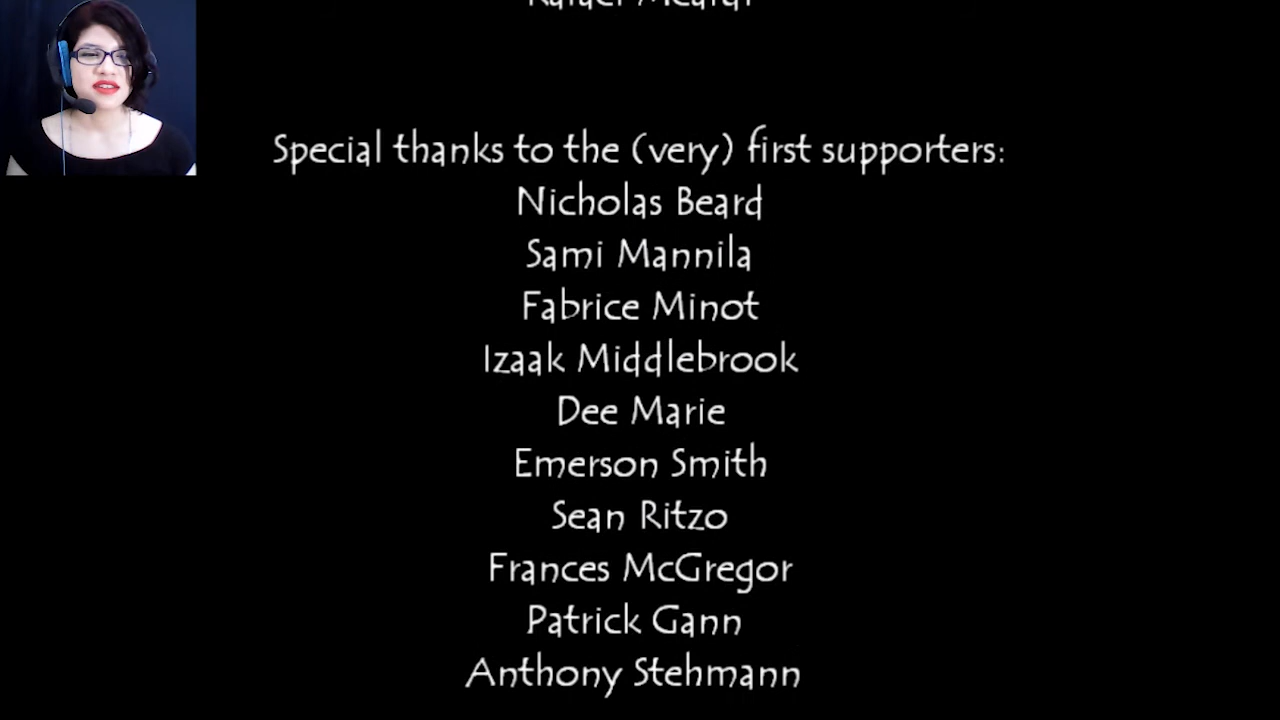 Special thanks to the (very) first supporters:
Nicholas Beard
Sami Mannila
Fabrice Minot
Izaak Middlebrook
Dee Marie
Emerson Smith
Sean Ritzo
Frances McGregor
Patrick Gann
Anthony Stehmann